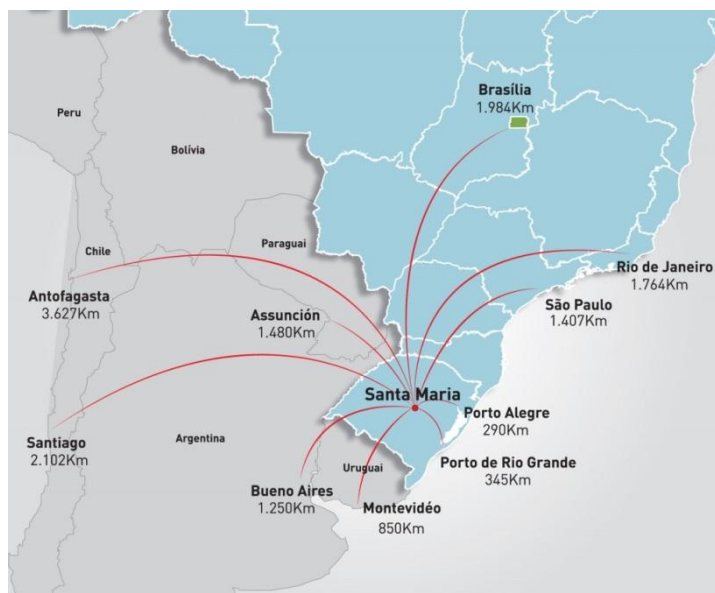 Brasília
1.984Km
Peru
Bolívia
Chile
Paraguai
Rio de Janeiro
1.764Km
Antofagasta
3.627Km
São Paulo
1.407Km
Assunción
1.480Km
Santa Maria
Porto Alegre
290Km
Santiago
2.102Km
Argentina
Porto de Rio Grande
345Km
Uruguai
Bueno Aires
1.250Km
Montevidéo
850Km